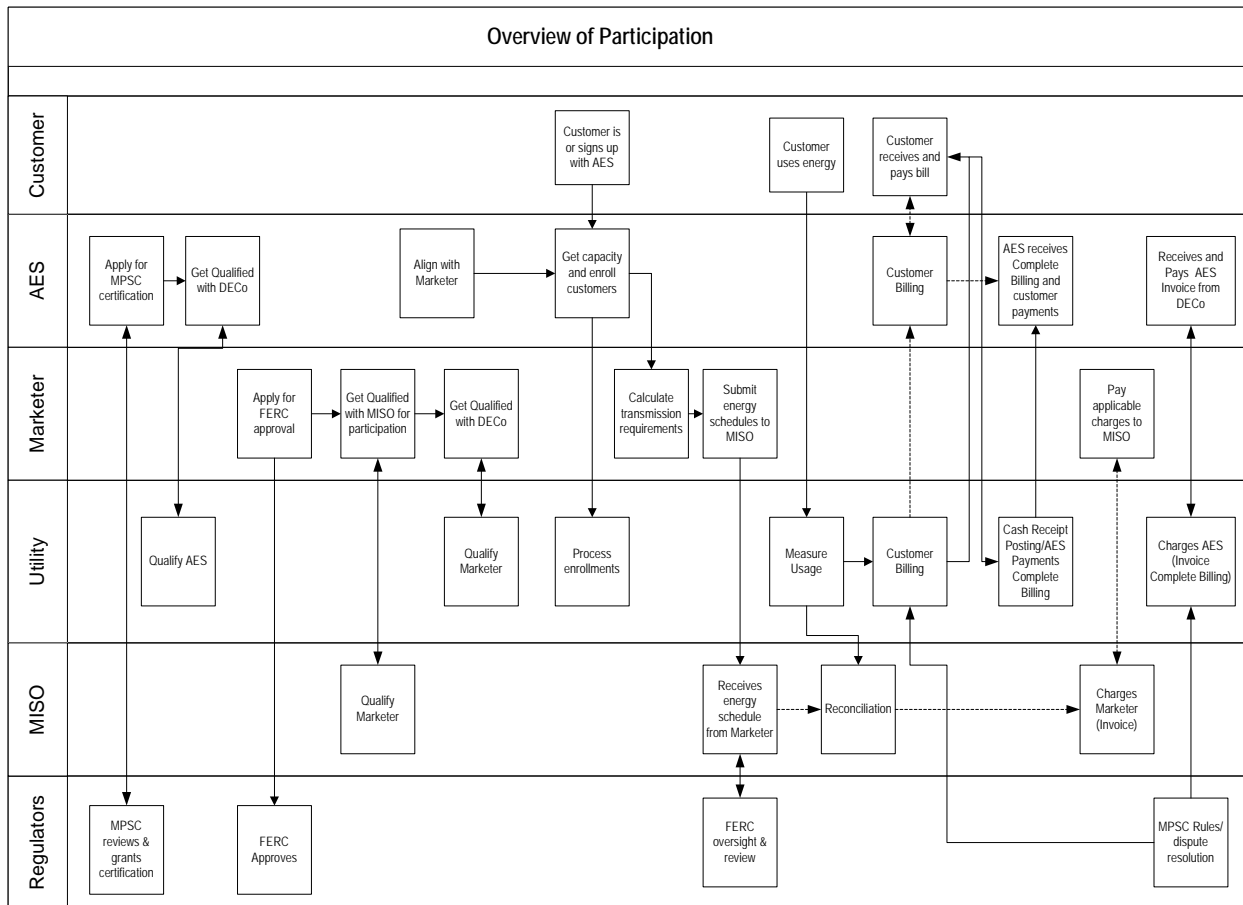 Overview of Participation
Customer
Customer is
or signs up
with AES
Customer
uses energy
Customer
receives and
pays bill
AES
Apply for
MPSC
certification
Get Qualified
with DECo
Align with
Marketer
Get capacity
and enroll
customers
Customer
Billing
AES receives
Complete
Billing and
customer
payments
Receives and
Pays AES
Invoice from
DECo
Marketer
Apply for
FERC
approval
Get Qualified
with MISO for
participation
Get Qualified
with DECo
Calculate
transmission
requirements
Submit
energy
schedules to
MISO
Pay
applicable
charges to
MISO
Utility
Qualify AES
Qualify
Marketer
Process
enrollments
Measure
Usage
Customer
Billing
Cash Receipt
Posting/AES
Payments
Complete
Billing
Charges AES
(Invoice
Complete Billing)
MISO
Qualify
Marketer
Receives
energy
schedule
from Marketer
Reconciliation
Charges
Marketer
(Invoice)
Regulators
MPSC
reviews &
grants
certification
FERC
Approves
FERC
oversight &
review
MPSC Rules/
dispute
resolution